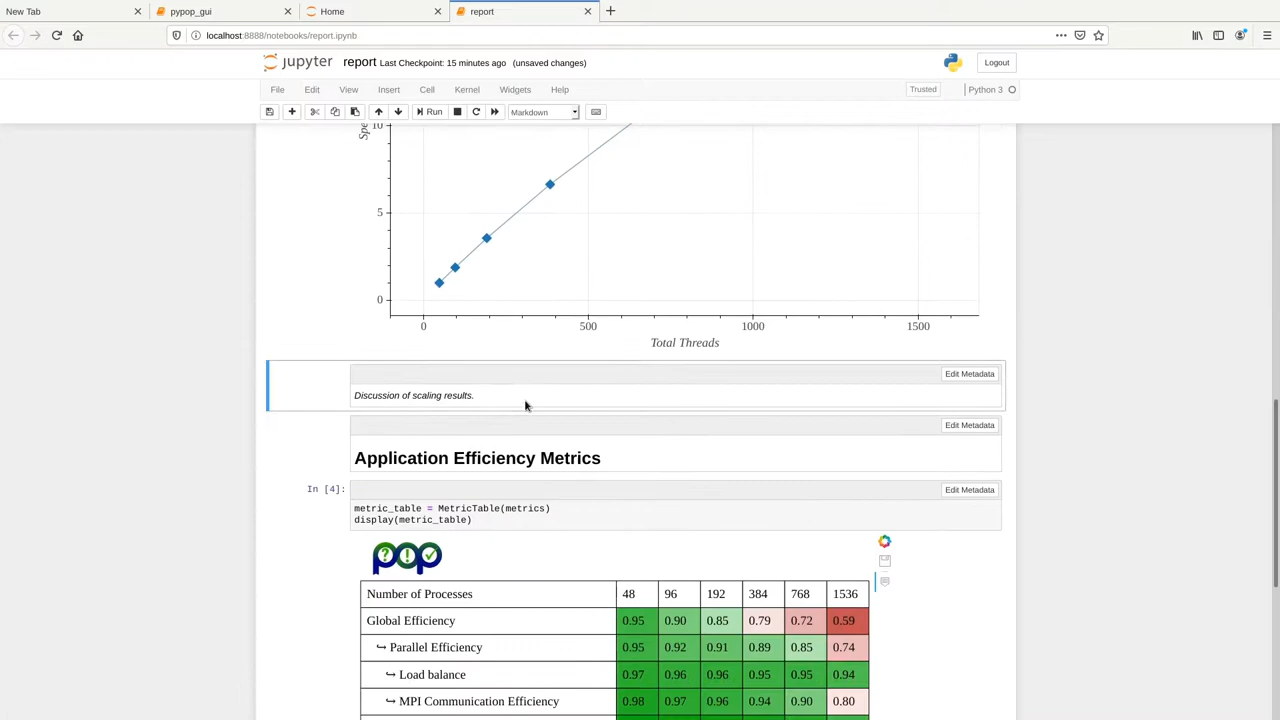 New Tab
pypop_gui
Home
report
localhost:8888/notebooks/report.ipynb
jupyter report Last Checkpoint: 15 minutes ago (unsaved changes)
Logout
File Edit View Insert Cell Kernel Widgets Help
Trusted
Python 3
Run
Markdown
Spe
10
5
0
0 500 1000 1500
Total Threads
Edit Metadata
Discussion of scaling results.
Edit Metadata
Application Efficiency Metrics
In [4]:
Edit Metadata
metric_table = MetricTable(metrics)
display(metric_table)
pop
Number of Processes 48 96 192 384 768 1536
Global Efficiency 0.95 0.90 0.85 0.79 0.72 0.59
↪ Parallel Efficiency 0.95 0.92 0.91 0.89 0.85 0.74
↪ Load balance 0.97 0.96 0.96 0.95 0.95 0.94
↪ MPI Communication Efficiency 0.98 0.97 0.96 0.94 0.90 0.80